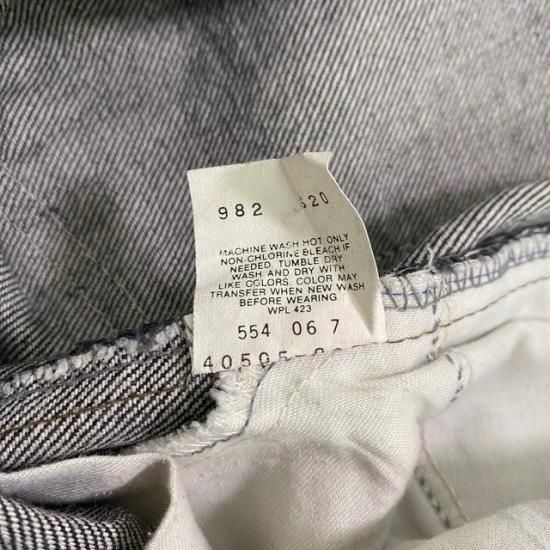 982 520
MACHINE WASH HOT, ONLY
NON-CHLORINE BLEACH IF
NEEDED, TUMBLE DRY
WASH AND DRY WITH
LIKE COLORS, COLOR MAY
TRANSFER WHEN NEW WASH
BEFORE WEARING
WPL 423
554 06 7
40505-